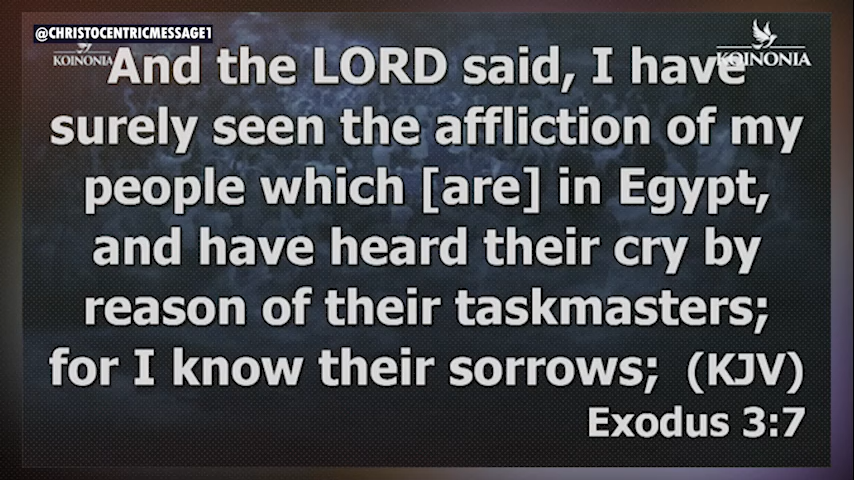 @CHRISTOCENTRICMESSAGE1
KOINONIA
KOINONIA
And the LORD said, I have
surely seen the affliction of my
people which [are] in Egypt,
and have heard their cry by
reason of their taskmasters;
for I know their sorrows; (KJV)
Exodus 3:7